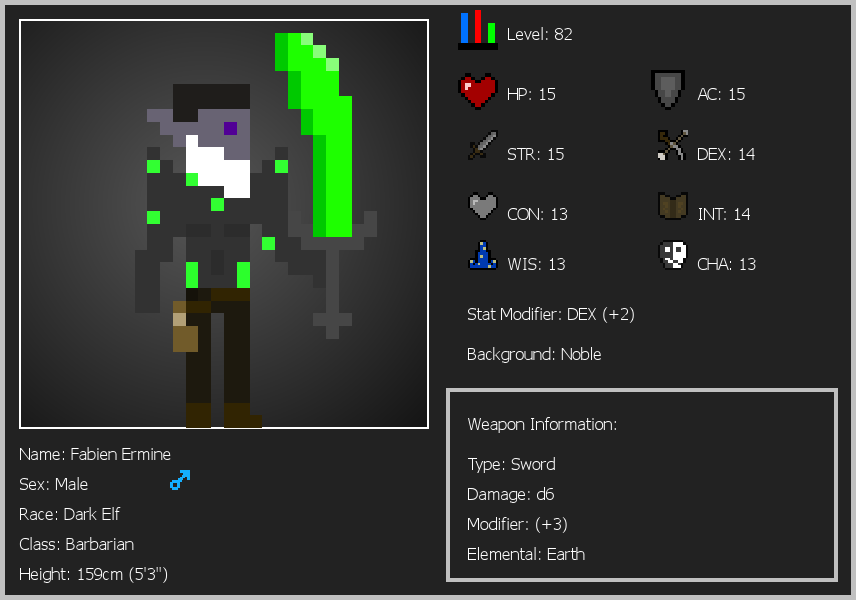 Level: 82
HP: 15
AC: 15
STR: 15
DEX: 14
CON: 13
INT: 14
WIS: 13
CHA: 13
Stat Modifier: DEX (+2)
Background: Noble
Weapon Information:
Type: Sword
Damage: d6
Modifier: (+3)
Elemental: Earth
Name: Fabien Ermine
Sex: Male
Race: Dark Elf
Class: Barbarian
Height: 159cm (5'3")